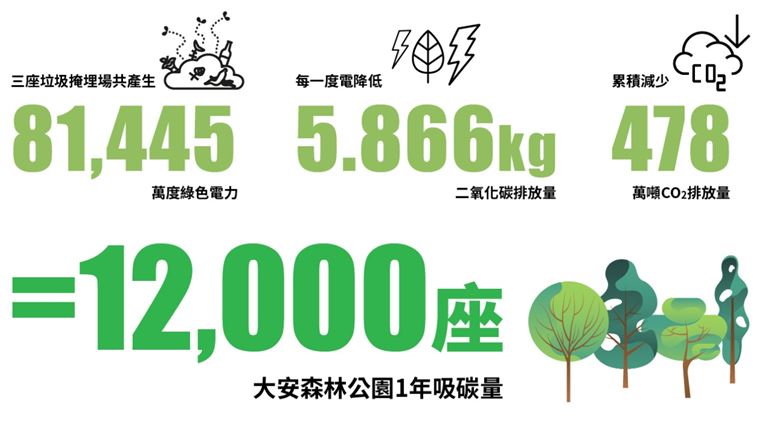 三座垃圾掩埋場共產生
81,445
萬度綠色電力
每一度電降低
5.866kg
二氧化碳排放量
累積減少
CO2
478
萬噸CO₂排放量
=12,000座
大安森林公園1年吸碳量